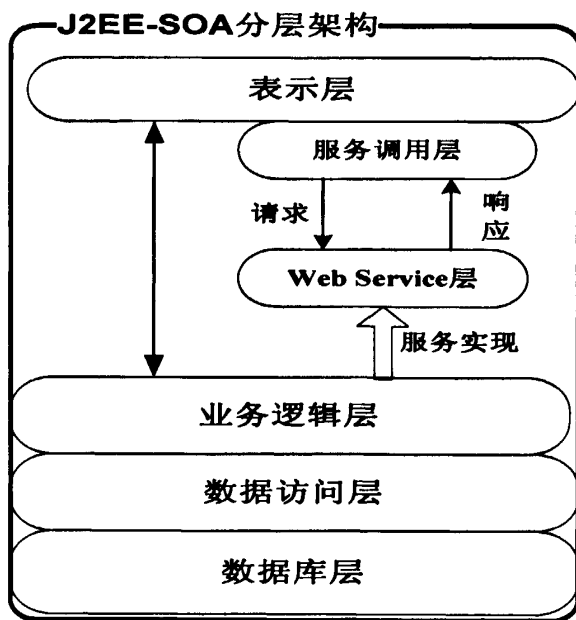 J2EE-SOA分层架构
表示层
服务调用层
请求
响
应
Web Service层
服务实现
业务逻辑层
数据访问层
数据库层